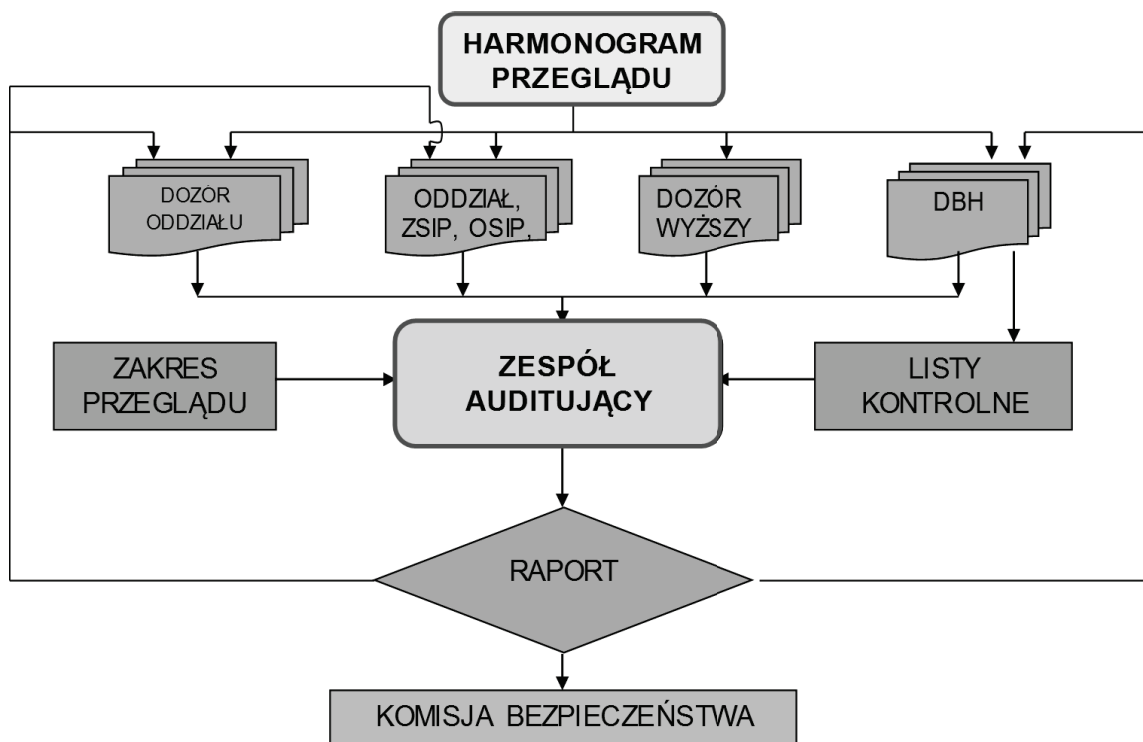 HARMONOGRAM
PRZEGLĄDU
DOZÓR
ODDZIAŁU
ODDZIAŁ,
ZSIP, OSIP,
DOZÓR
WYŻSZY
DBH
ZAKRES
PRZEGLĄDU
ZESPÓŁ
AUDITUJĄCY
LISTY
KONTROLNE
RAPORT
KOMISJA BEZPIECZEŃSTWA